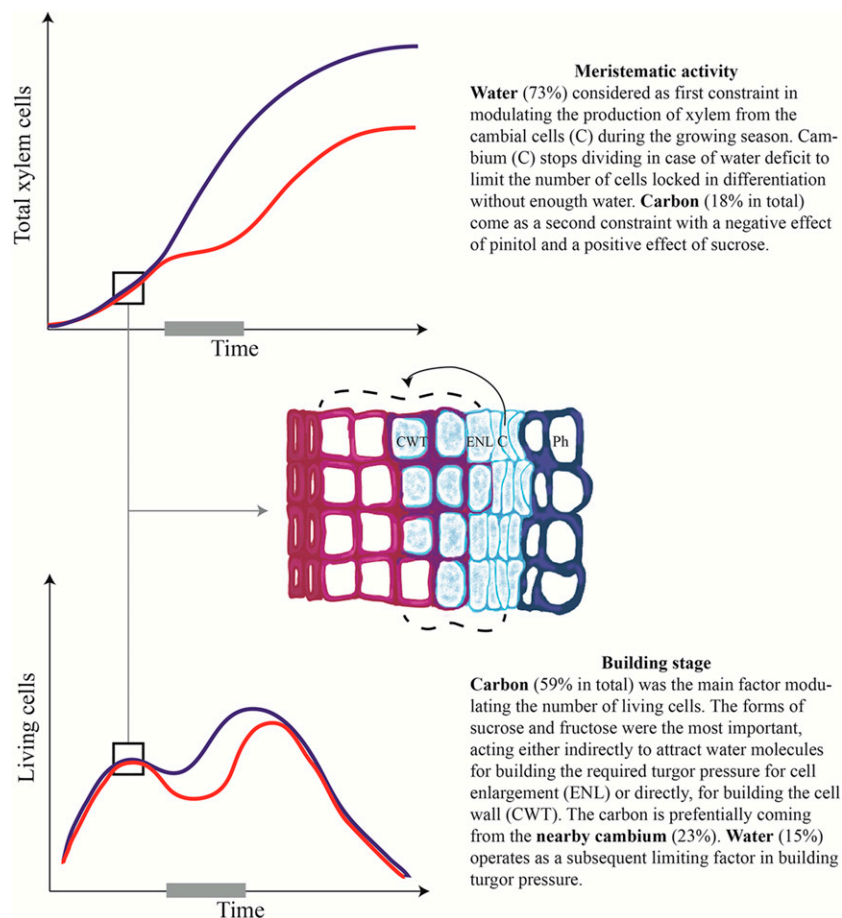 Total xylem cells
Meristematic activity
Water (73%) considered as first constraint in
modulating the production of xylem from the
cambial cells (C) during the growing season. Cam-
bium (C) stops dividing in case of water deficit to
limit the number of cells locked in differentiation
without enougth water. Carbon (18% in total)
come as a second constraint with a negative effect
of pinitol and a positive effect of sucrose.
Time
CWT ENL C Ph
Living cells
Building stage
Carbon (59% in total) was the main factor modu-
lating the number of living cells. The forms of
sucrose and fructose were the most important,
acting either indirectly to attract water molecules
for building the required turgor pressure for cell
enlargement (ENL) or directly, for building the cell
wall (CWT). The carbon is prefentially coming
from the nearby cambium (23%). Water (15%)
operates as a subsequent limiting factor in building
turgor pressure.
Time